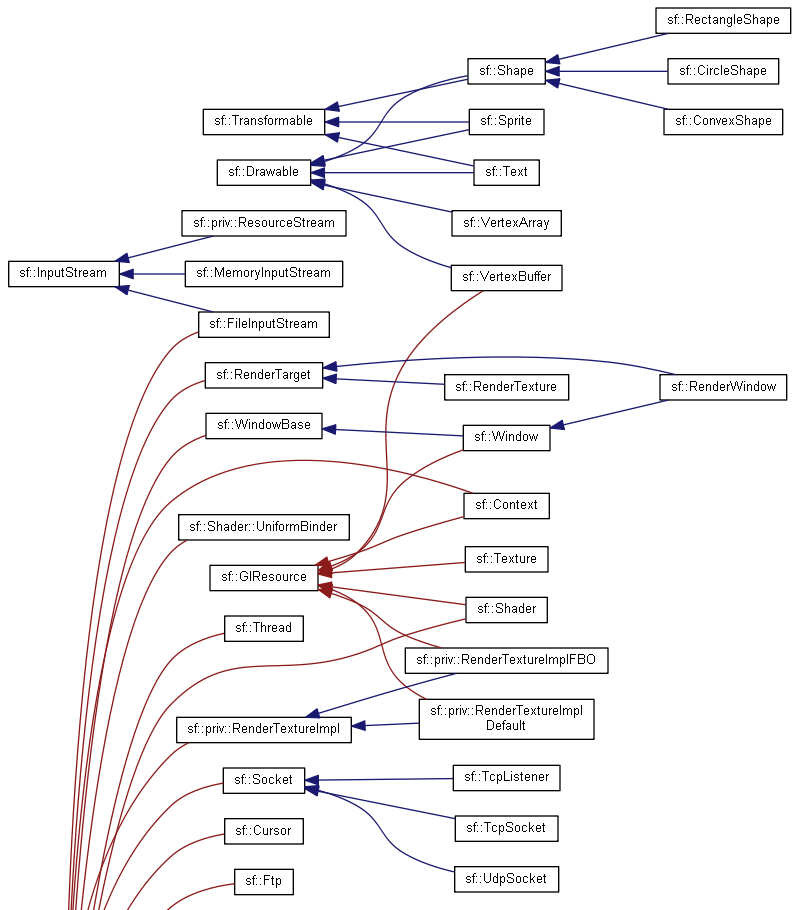 sf::RectangleShape
sf::Shape
sf::CircleShape
sf::Transformable
sf::Sprite
sf::ConvexShape
sf::Drawable
sf::Text
sf::priv::ResourceStream
sf::VertexArray
sf::InputStream
sf::MemoryInputStream
sf::VertexBuffer
sf::FileInputStream
sf::RenderTarget
sf::RenderTexture
sf::RenderWindow
sf::WindowBase
sf::Window
sf::Context
sf::Shader::UniformBinder
sf::Texture
sf::GlResource
sf::Shader
sf::Thread
sf::priv::RenderTextureImplFBO
sf::priv::RenderTextureImpl
Default
sf::priv::RenderTextureImpl
sf::Socket
sf::TcpListener
sf::Cursor
sf::TcpSocket
sf::Ftp
sf::UdpSocket